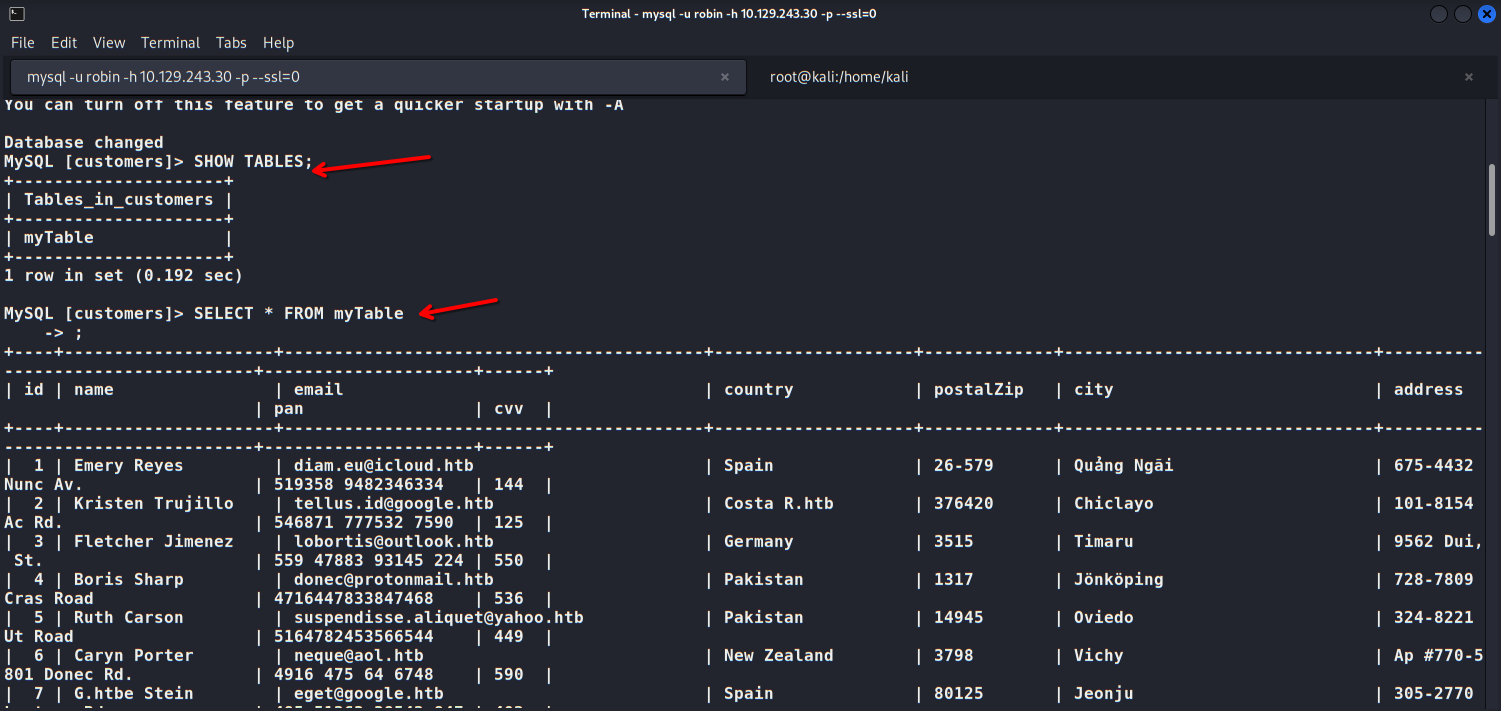 Terminal - mysql -u robin -h 10.129.243.30 -p --ssl=0
File Edit View Terminal Tabs Help
mysql -u robin -h 10.129.243.30 -p --ssl=0 × root@kali:/home/kali ×
You can turn off this feature to get a quicker startup with -A
Database changed
MySQL [customers]> SHOW TABLES;
+---------------------+
| Tables_in_customers |
+---------------------+
| myTable             |
+---------------------+
1 row in set (0.192 sec)
MySQL [customers]> SELECT * FROM myTable
    -> ;
+----+---------------------+------------------------------------------+--------------------+-------------+-------------------------------+----------
-------------------------+---------------------+------+
| id | name                | email                                    | country            | postalZip   | city                          | address
                         | pan                 | cvv  |
+----+---------------------+------------------------------------------+--------------------+-------------+-------------------------------+----------
-------------------------+---------------------+------+
|  1 | Emery Reyes         | diam.eu@icloud.htb                       | Spain              | 26-579      | Quảng Ngãi                    | 675-4432
Nunc Av.                 | 519358 9482346334   | 144  |
|  2 | Kristen Trujillo    | tellus.id@google.htb                     | Costa R.htb        | 376420      | Chiclayo                      | 101-8154
Ac Rd.                   | 546871 777532 7590  | 125  |
|  3 | Fletcher Jimenez    | lobortis@outlook.htb                     | Germany            | 3515        | Timaru                        | 9562 Dui,
 St.                     | 559 47883 93145 224 | 550  |
|  4 | Boris Sharp         | donec@protonmail.htb                     | Pakistan           | 1317        | Jönköping                     | 728-7809
Cras Road                | 4716447833847468    | 536  |
|  5 | Ruth Carson         | suspendisse.aliquet@yahoo.htb            | Pakistan           | 14945       | Oviedo                        | 324-8221
Ut Road                  | 5164782453566544    | 449  |
|  6 | Caryn Porter        | neque@aol.htb                            | New Zealand        | 3798        | Vichy                         | Ap #770-5
801 Donec Rd.            | 4916 475 64 6748    | 590  |
|  7 | G.htbe Stein        | eget@google.htb                          | Spain              | 80125       | Jeonju                        | 305-2770